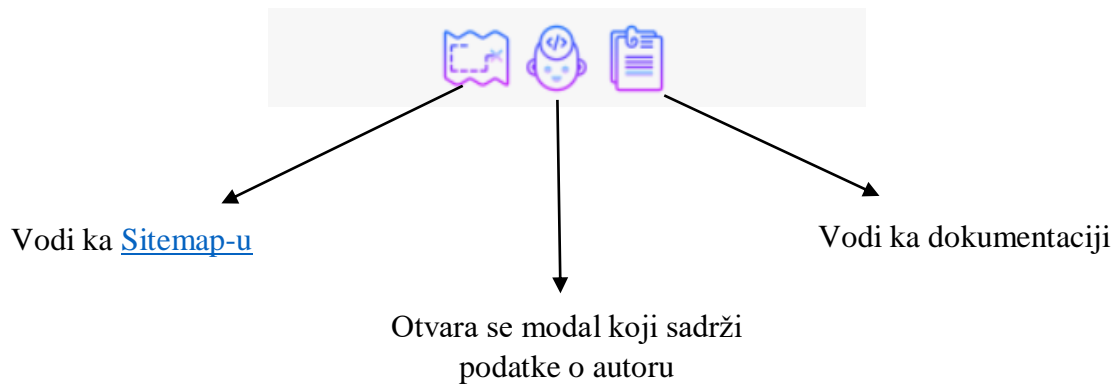 Vodi ka Sitemap-u
Vodi ka dokumentaciji
Otvara se modal koji sadrži
podatke o autoru